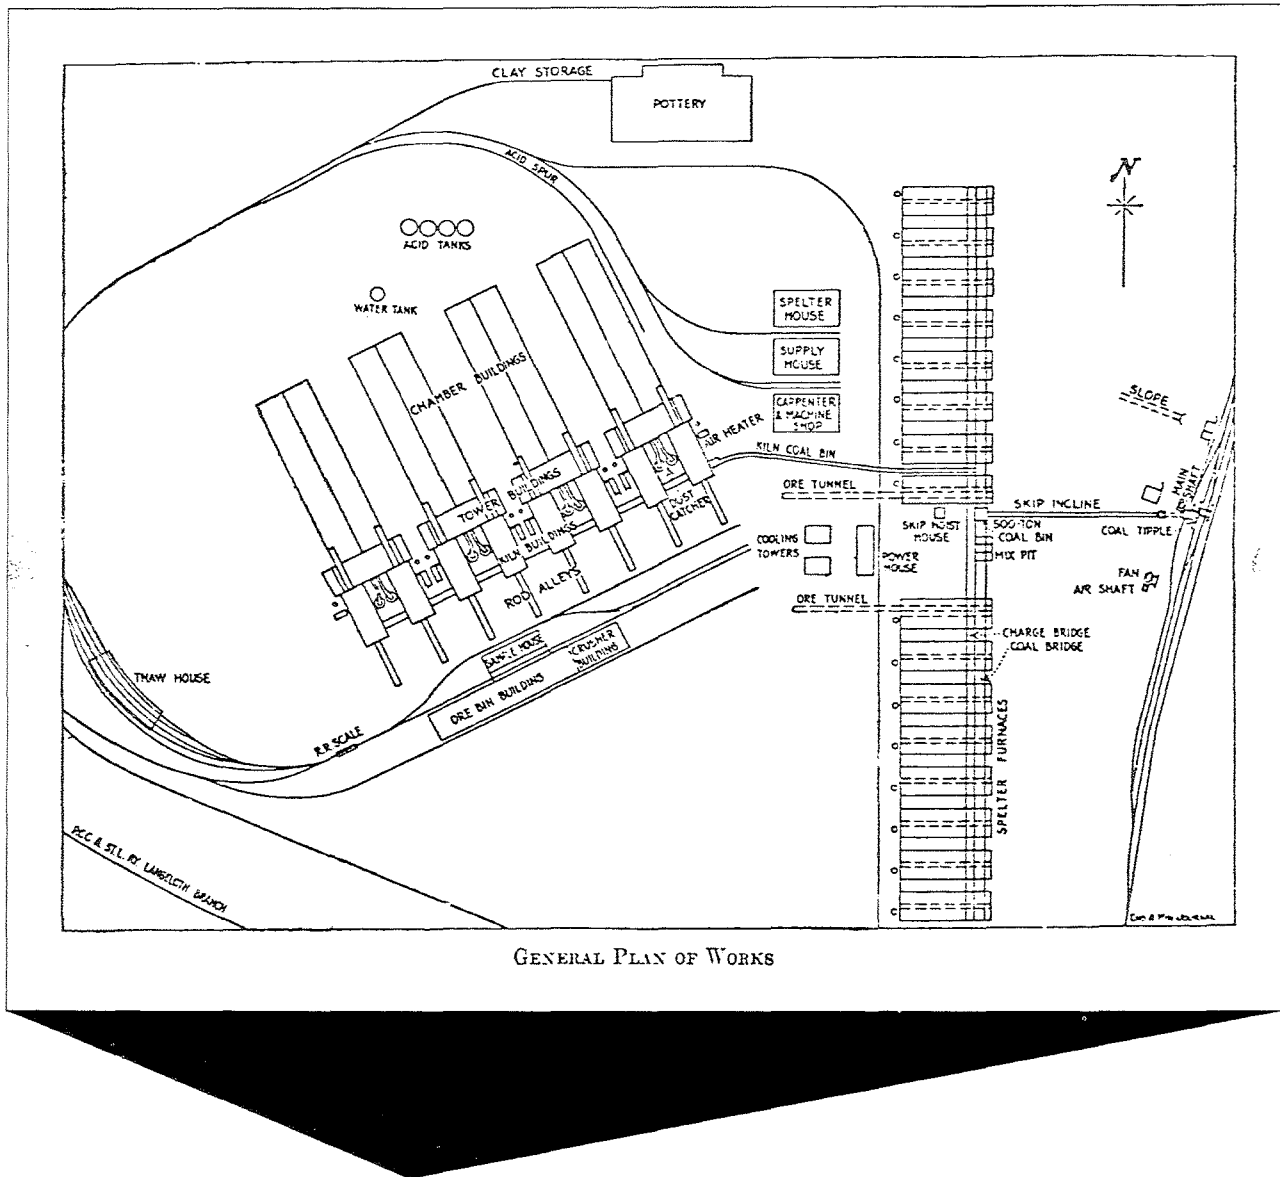 CLAY STORAGE
POTTERY
ACID SPUR
N
ACID TANKS
WATER TANK
SPELTER
HOUSE
SUPPLY
HOUSE
CARPENTER
& MACHINE
SHOP
CHAMBER BUILDINGS
AIR HEATER
KILN COAL BIN
SLOPE
MAIN
SHAFT
ORE TUNNEL
DUST
CATCHER
TOWER BUILDINGS
KILN BUILDINGS
ROD ALLEYS
SKIP INCLINE
SKIP HOIST
HOUSE
500-TON
COAL BIN
MIX PIT
COAL TIPPLE
COOLING
TOWERS
POWER
HOUSE
FAN
AIR SHAFT
ORE TUNNEL
CHARGE BRIDGE
COAL BRIDGE
SAMPLE HOUSE
CRUSHER
BUILDING
ORE BIN BUILDING
THAW HOUSE
R.R. SCALE
SPELTER FURNACES
P.C.C. & ST. L. RY. LANGELOTH BRANCH
ENG & MIN JOURNAL
GENERAL PLAN OF WORKS